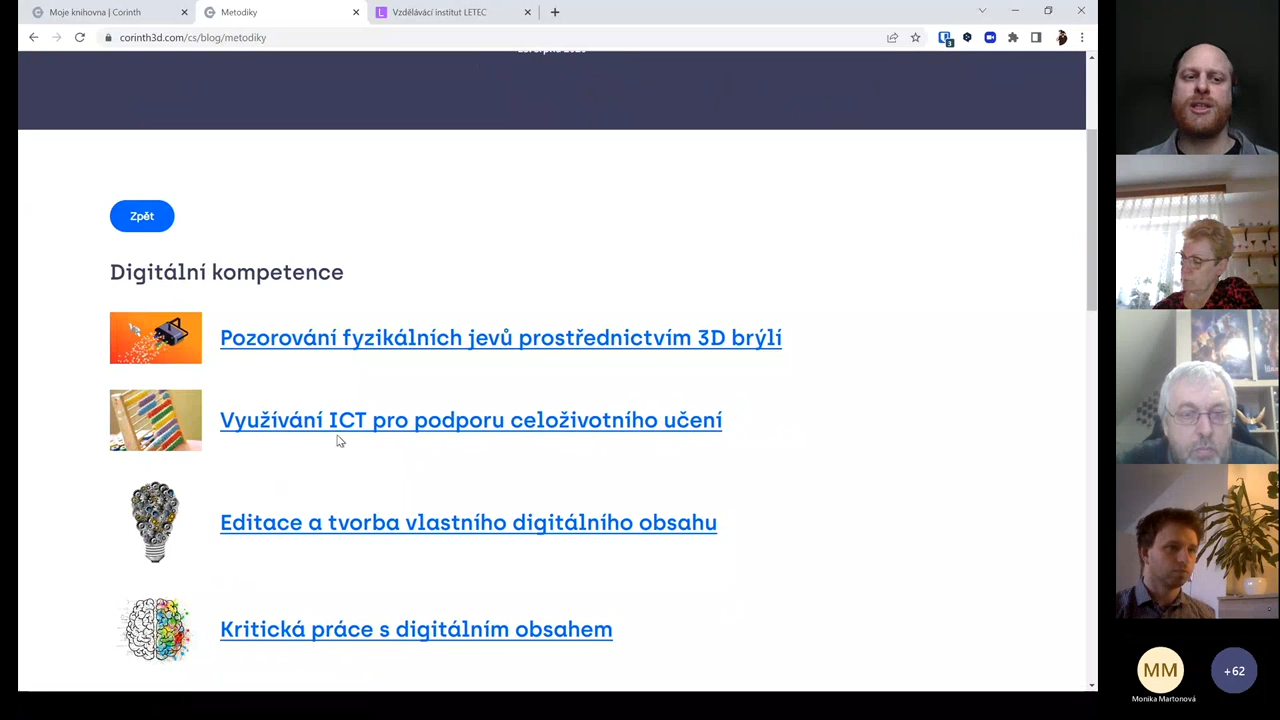 Moje knihovna | Corinth
Metodiky
Vzdělávací institut LETEC
corinth3d.com/cs/blog/metodiky
Zpět
Digitální kompetence
Pozorování fyzikálních jevů prostřednictvím 3D brýlí
Využívání ICT pro podporu celoživotního učení
Editace a tvorba vlastního digitálního obsahu
Kritická práce s digitálním obsahem
MM
+62
Monika Martonová